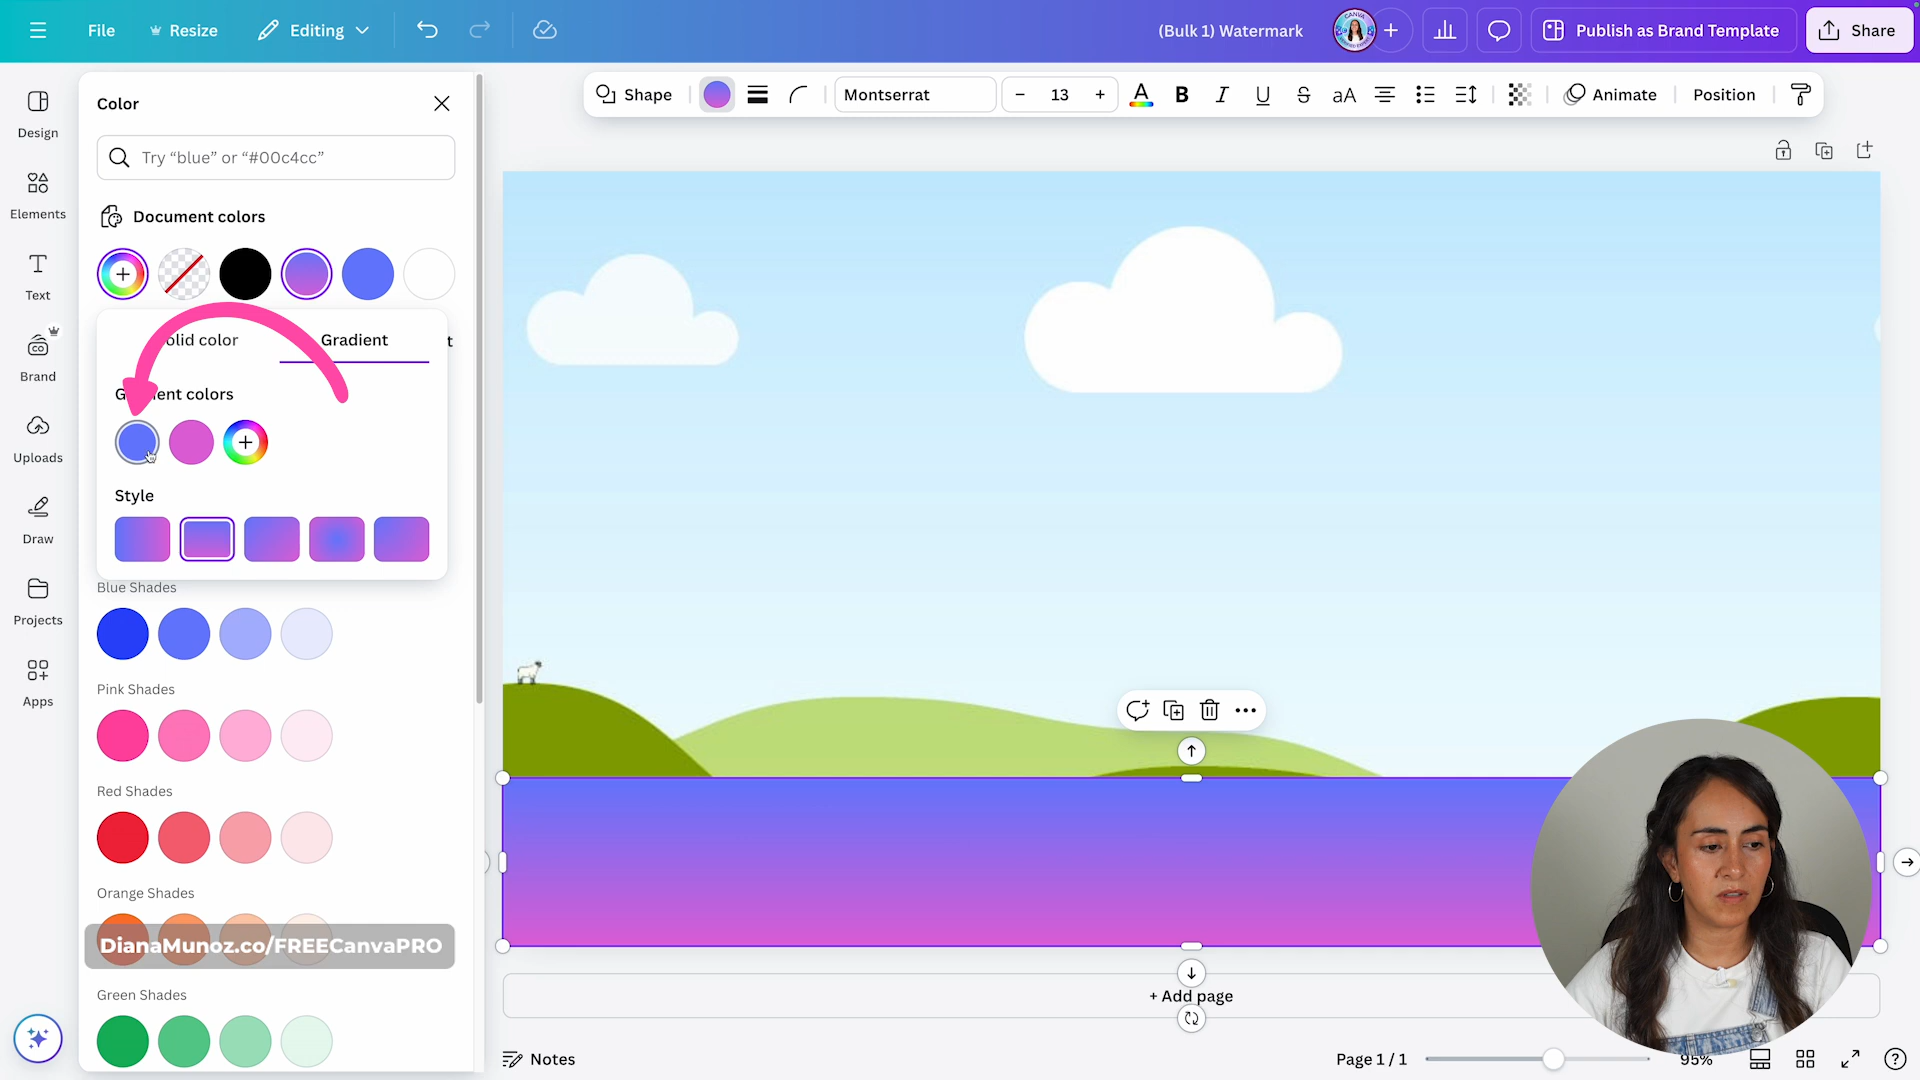 File
Resize
Editing
(Bulk 1) Watermark
Publish as Brand Template
Share
Design
Elements
Text
Brand
Uploads
Draw
Projects
Apps
Color
Try “blue” or “#00c4cc”
Document colors
olid color
Gradient
t
G ient colors
Style
Blue Shades
Pink Shades
Red Shades
Orange Shades
DianaMunoz.co/FREECanvaPRO
Green Shades
Shape
Montserrat
− 13 +
A B I U S aA
Animate
Position
+ Add page
Notes
Page 1 / 1
95%